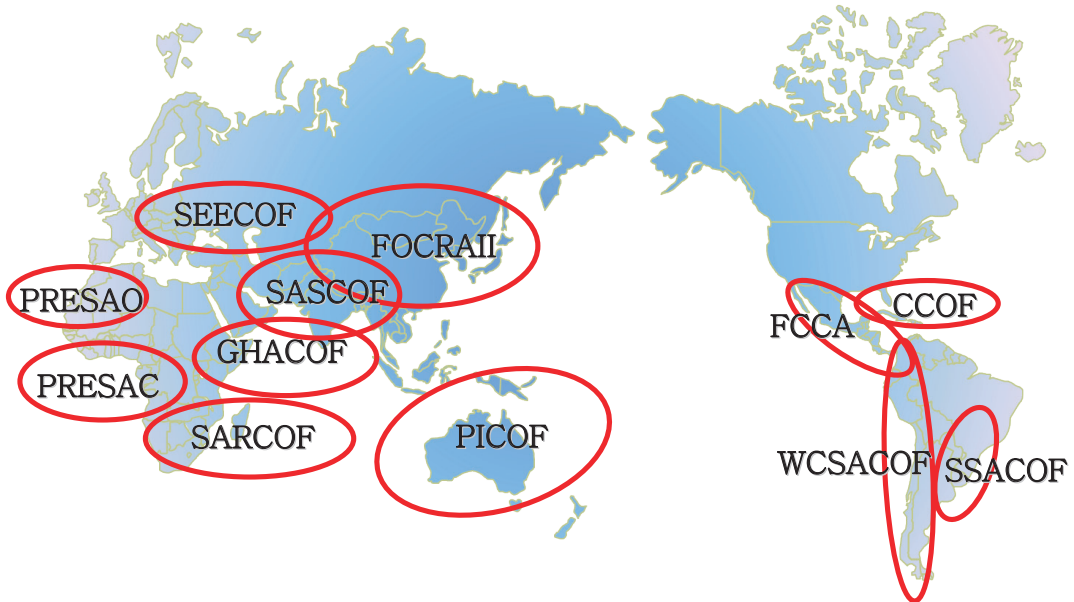 SEECOF
FOCRAII
PRESAO
SASCOF
CCOF
FCCA
GHACOF
PRESAC
SARCOF
PICOF
WCSACOF
SSACOF